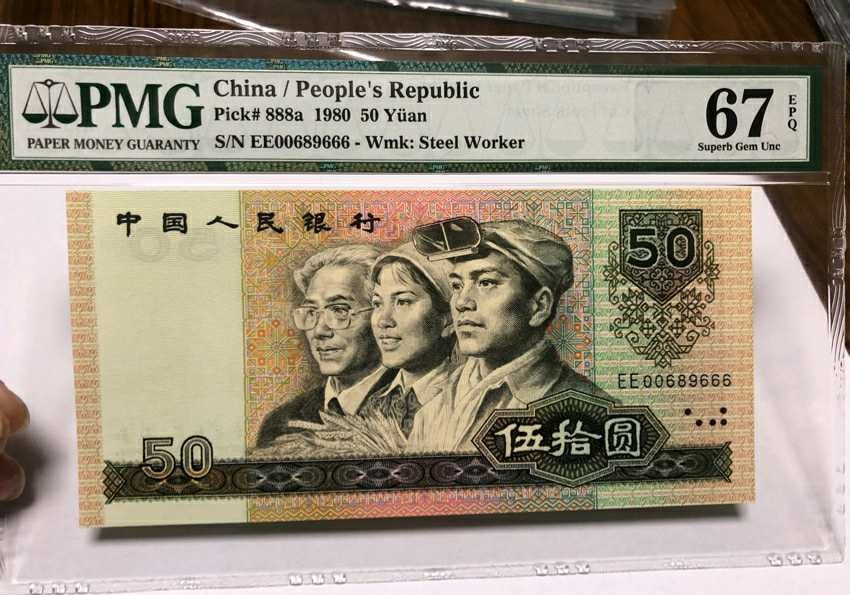 PMG
PAPER MONEY GUARANTY
China / People's Republic
Pick# 888a 1980 50 Yüan
S/N EE00689666 - Wmk: Steel Worker
67
EPQ
Superb Gem Unc
中国人民银行
50
EE00689666
伍拾圆
50